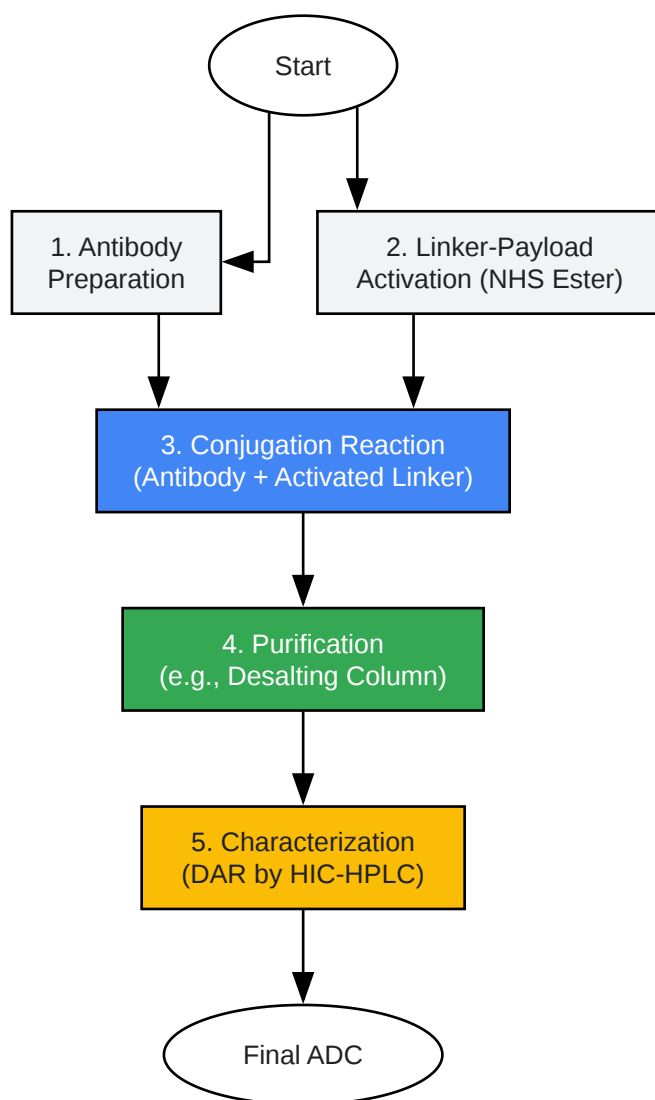 Start
1. Antibody
Preparation
2. Linker-Payload
Activation (NHS Ester)
3. Conjugation Reaction
(Antibody + Activated Linker)
4. Purification
(e.g., Desalting Column)
5. Characterization
(DAR by HIC-HPLC)
Final ADC